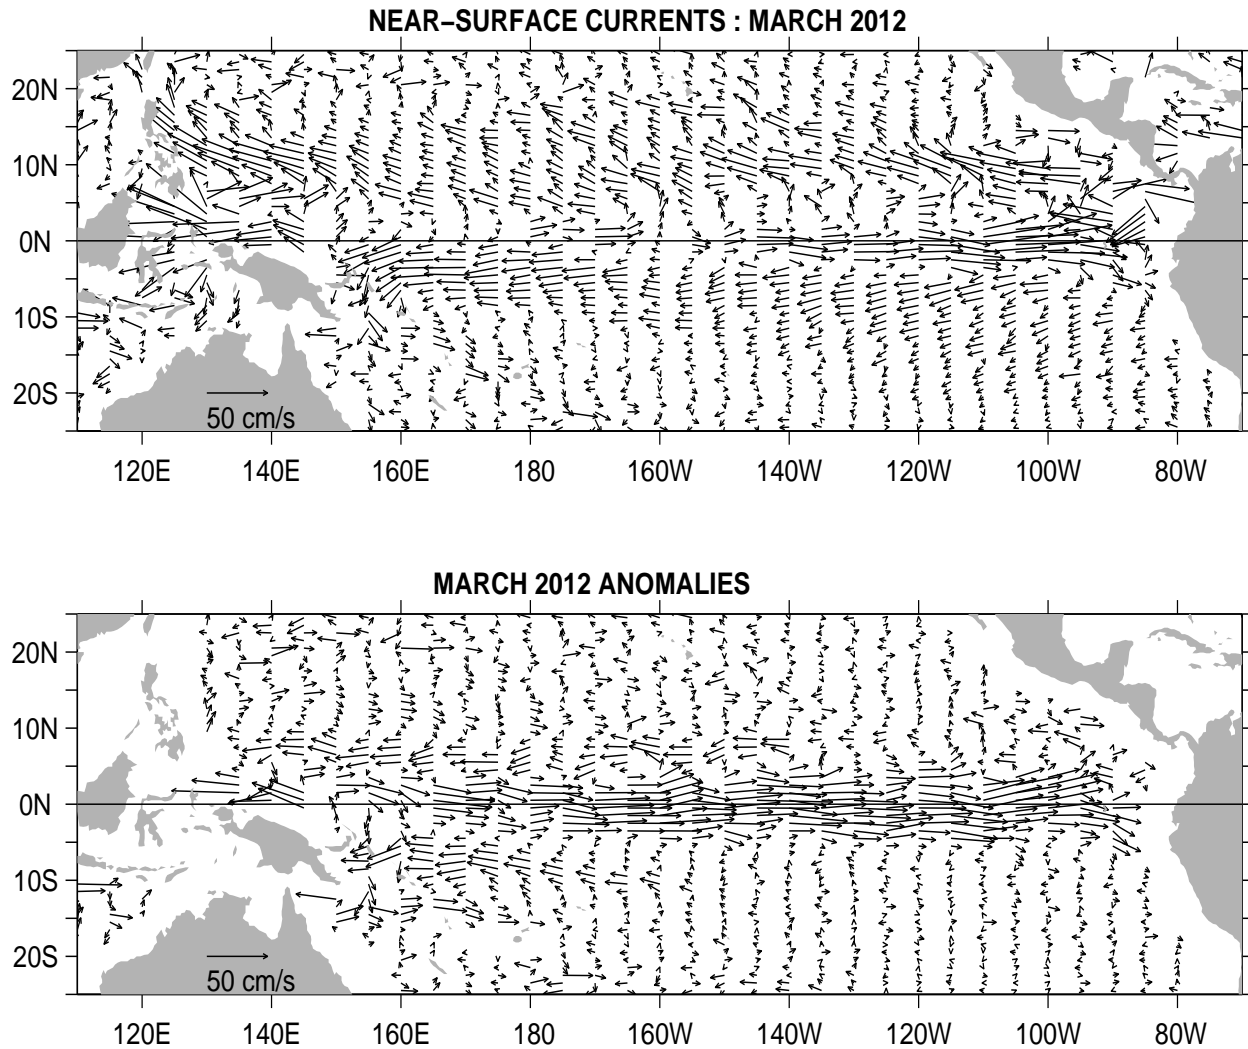 NEAR−SURFACE CURRENTS : MARCH 2012
20N
10N
0N
10S
20S
50 cm/s
120E 140E 160E 180 160W 140W 120W 100W 80W
MARCH 2012 ANOMALIES
20N
10N
0N
10S
20S
50 cm/s
120E 140E 160E 180 160W 140W 120W 100W 80W